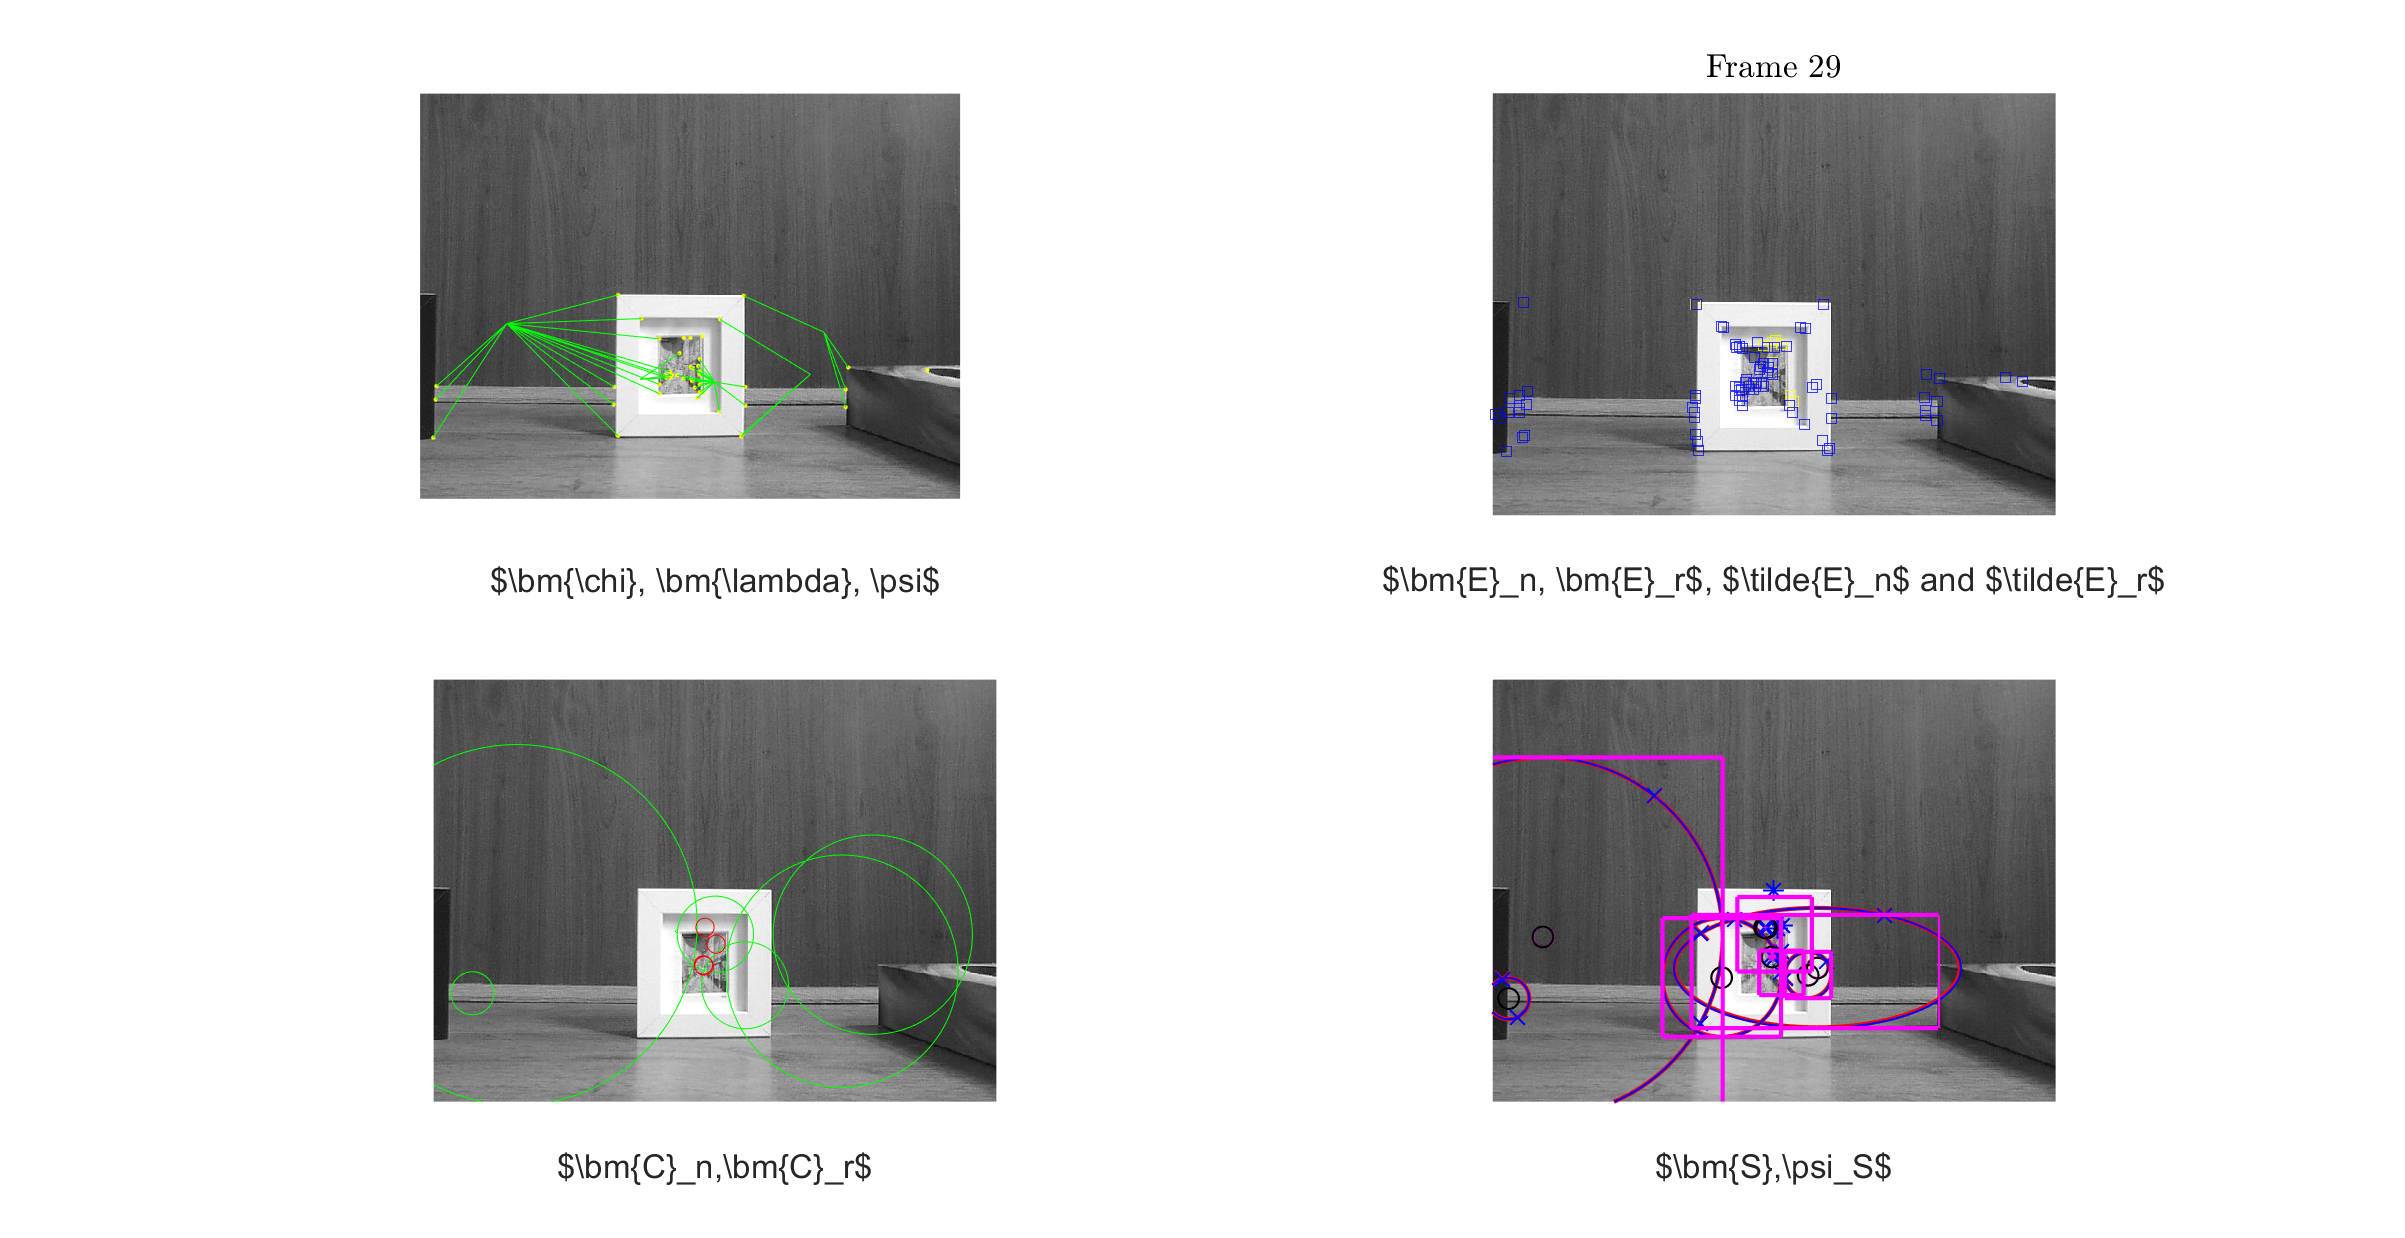 Frame 29
$\bm{\chi}, \bm{\lambda}, \psi$
$\bm{E}_n, \bm{E}_r$, $\tilde{E}_n$ and $\tilde{E}_r$
$\bm{C}_n,\bm{C}_r$
$\bm{S},\psi_S$